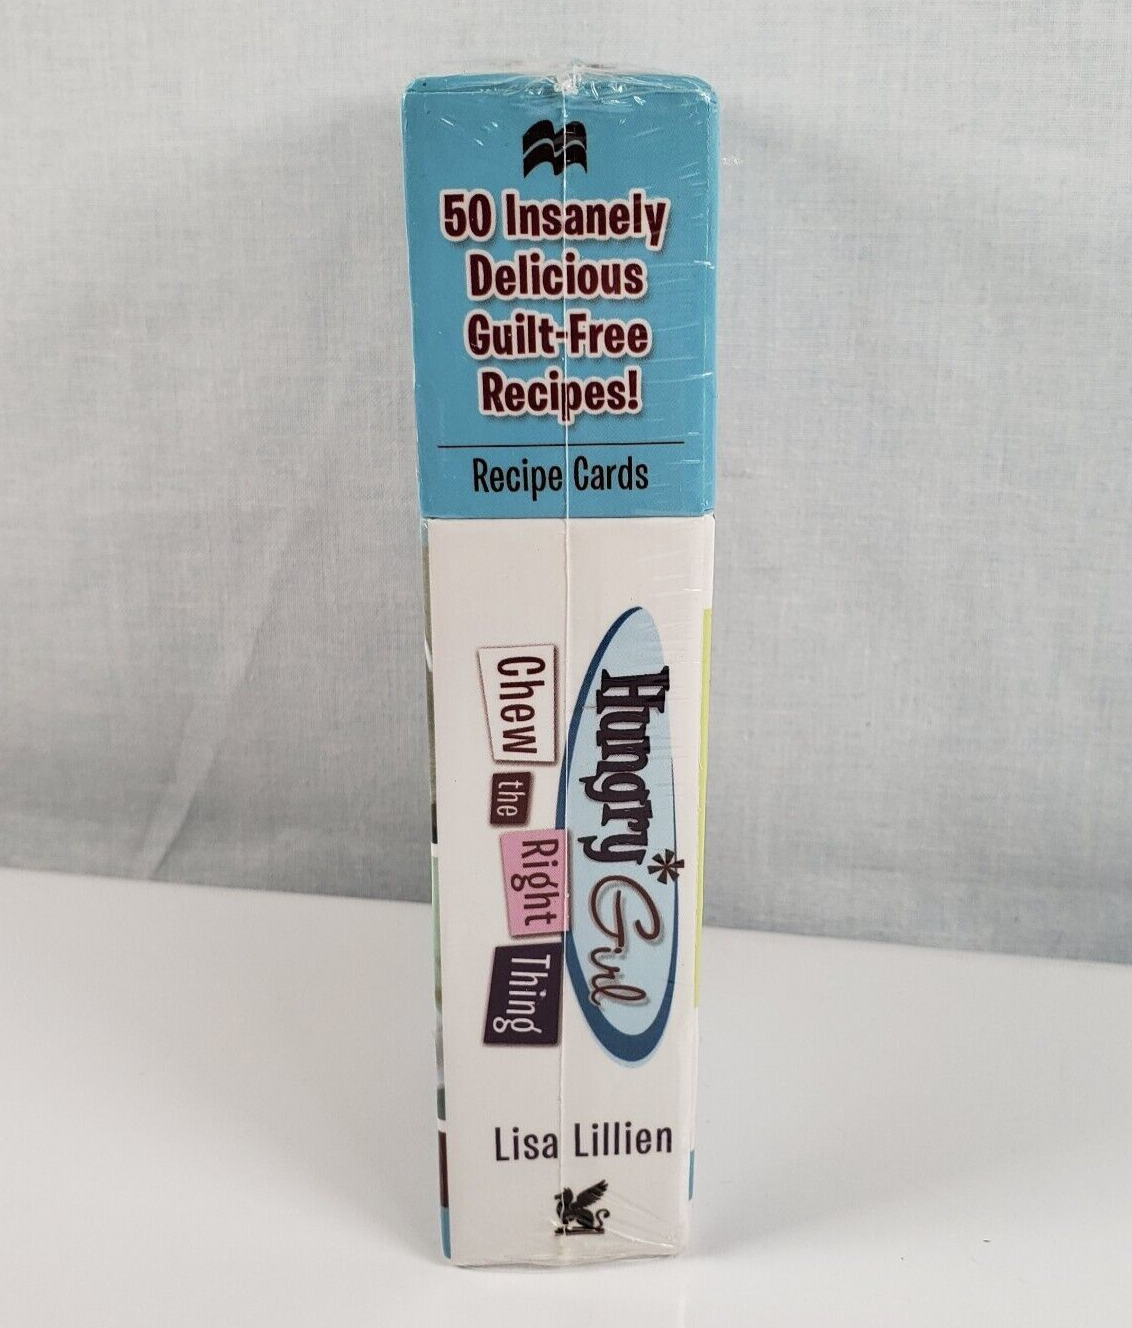 50 Insanely
Delicious
Guilt-Free
Recipes!
Recipe Cards
Hungry*Girl
Chew the Right Thing
Lisa Lillien